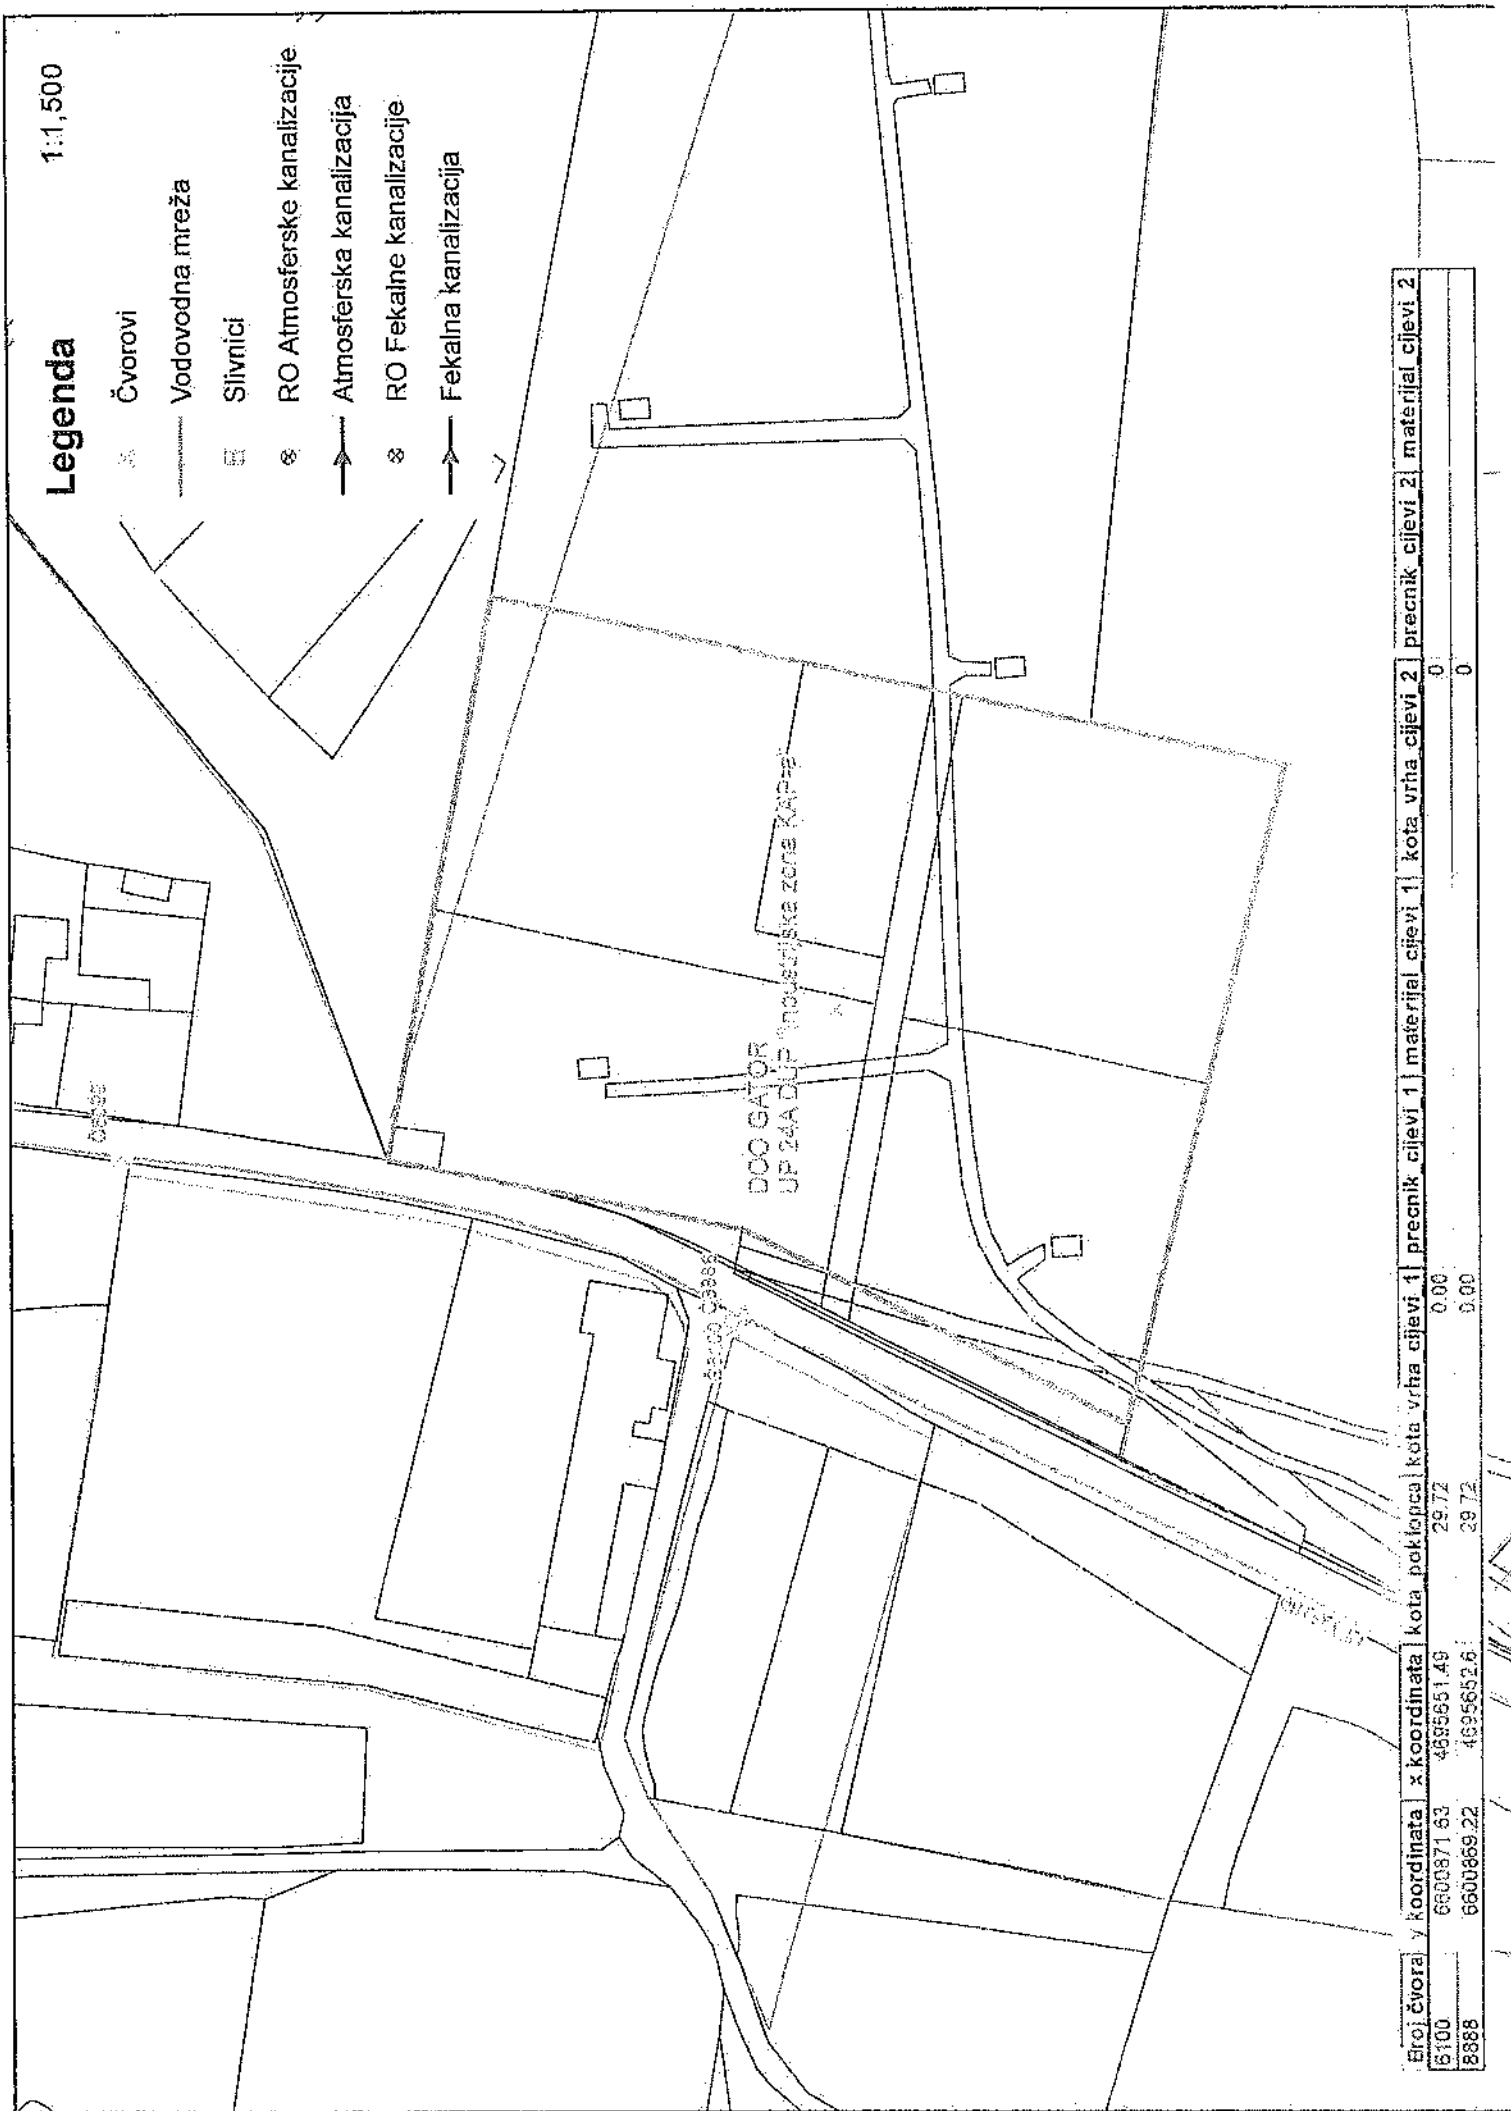 Legenda
1:1,500
Čvorovi
Vodovodna mreža
Slivnici
RO Atmosferske kanalizacije
Atmosferska kanalizacija
RO Fekalne kanalizacije
Fekalna kanalizacija
DOO GATOR
UP 24A DUP "Industrijska zona KAP-a"
Broj čvora y koordinata x koordinata kota poklopca kota vrha cijevi 1 precnik cijevi 1 materijal cijevi 1 kota vrha cijevi 2 precnik cijevi 2 materijal cijevi 2
6100 6600871.63 4695651.49 29.72 0.00 0
8888 6600869.22 4695652.6 29.72 0.00 0